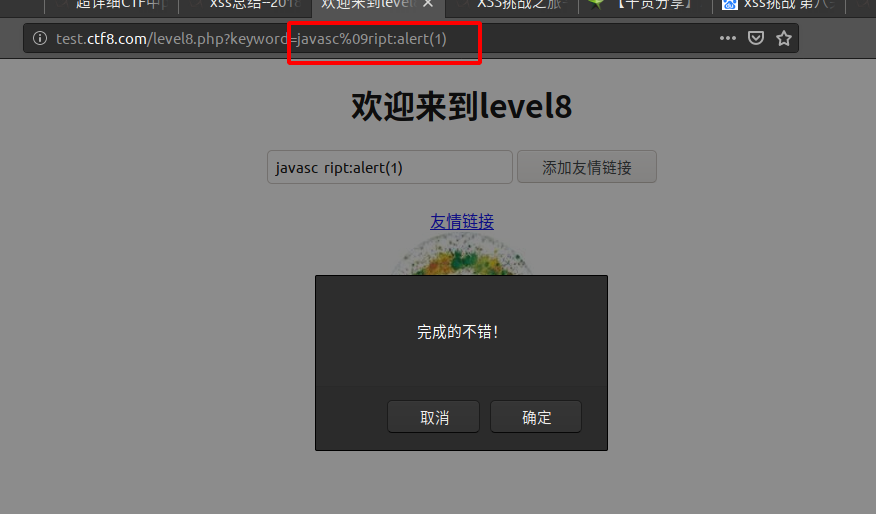 超详细CTF中
xss总结--2018
欢迎来到level
XSS挑战之旅-
【干货分享】
xss挑战 第八
test.ctf8.com/level8.php?keyword=javasc%09ript:alert(1)
欢迎来到level8
javasc ript:alert(1)
添加友情链接
友情链接
完成的不错！
取消
确定